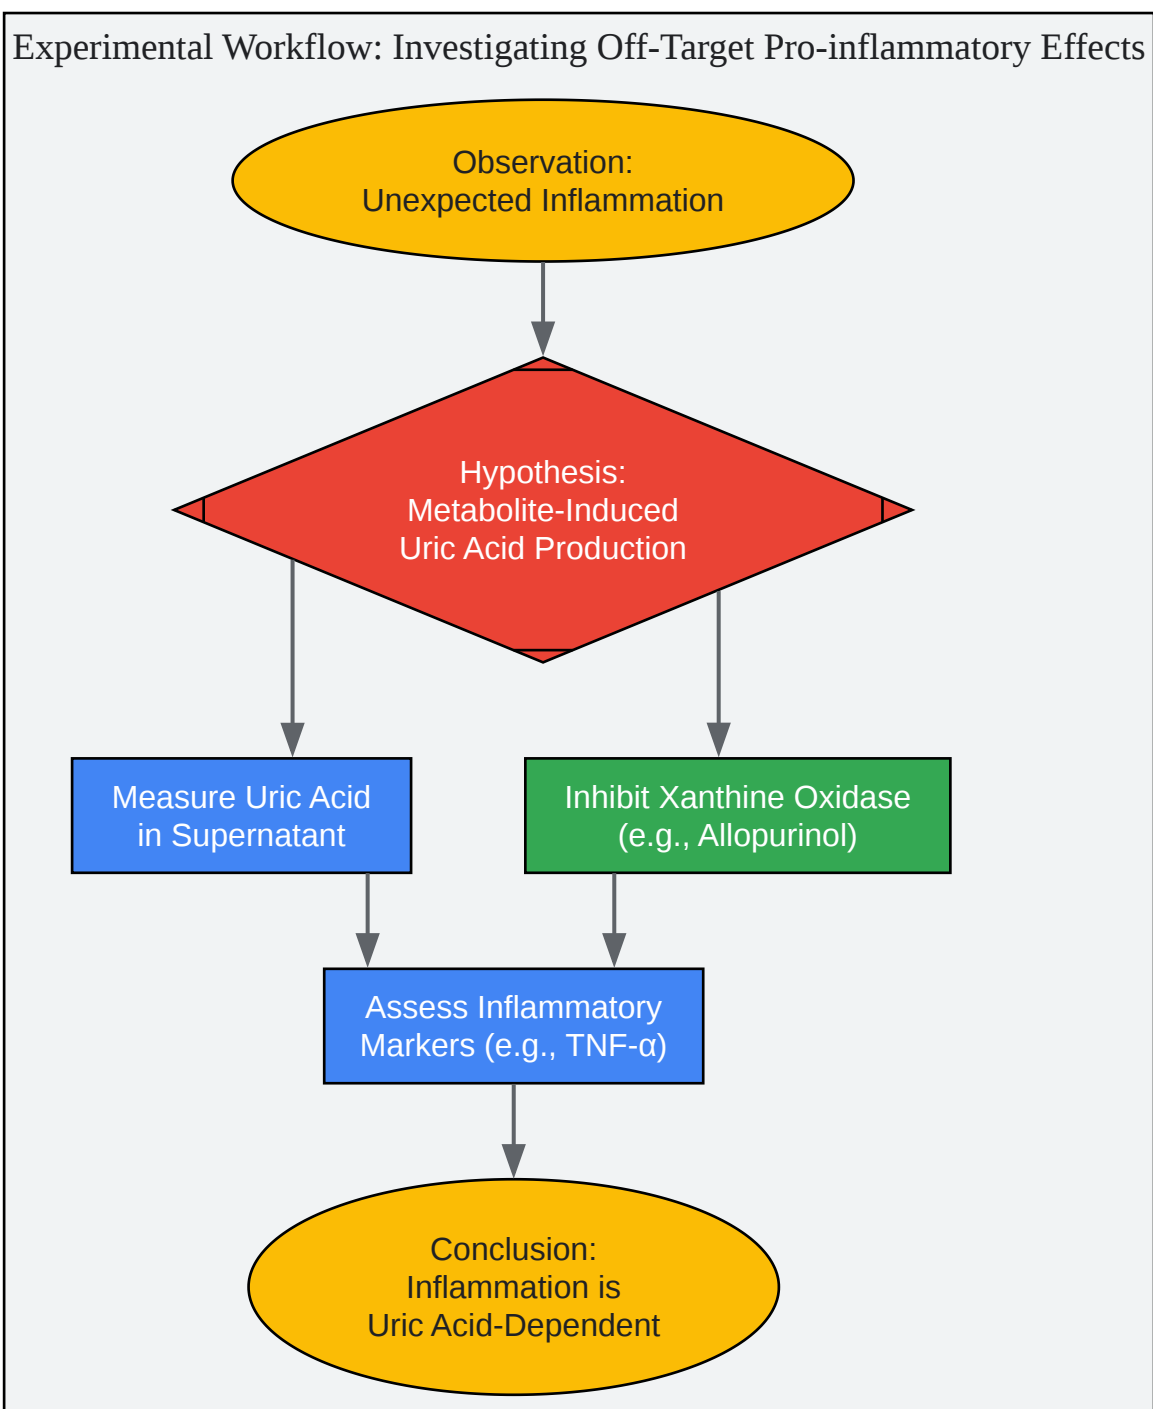 Experimental Workflow: Investigating Off-Target Pro-inflammatory Effects
Observation:
Unexpected Inflammation
Hypothesis:
Metabolite-Induced
Uric Acid Production
Measure Uric Acid
in Supernatant
Inhibit Xanthine Oxidase
(e.g., Allopurinol)
Assess Inflammatory
Markers (e.g., TNF-α)
Conclusion:
Inflammation is
Uric Acid-Dependent